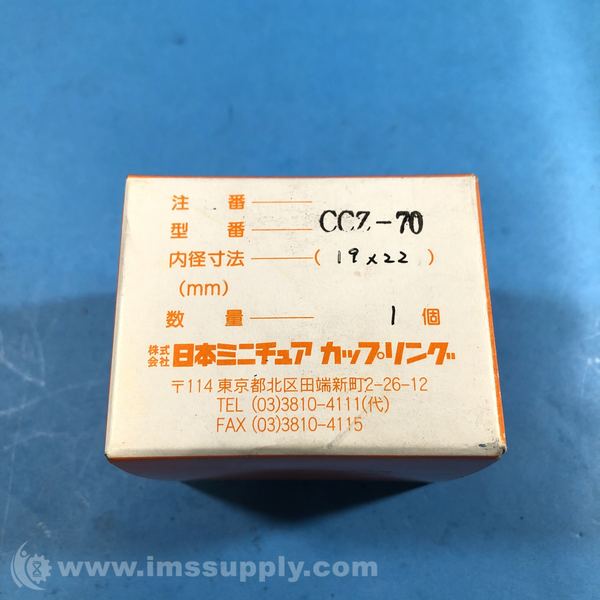 注番
型番 CCZ-70
内径寸法 ( 19x22 )
(mm)
数量 1 個
株式会社 日本ミニチュアカップリング
〒114 東京都北区田端新町2-26-12
TEL (03)3810-4111(代)
FAX (03)3810-4115
www.imssupply.com